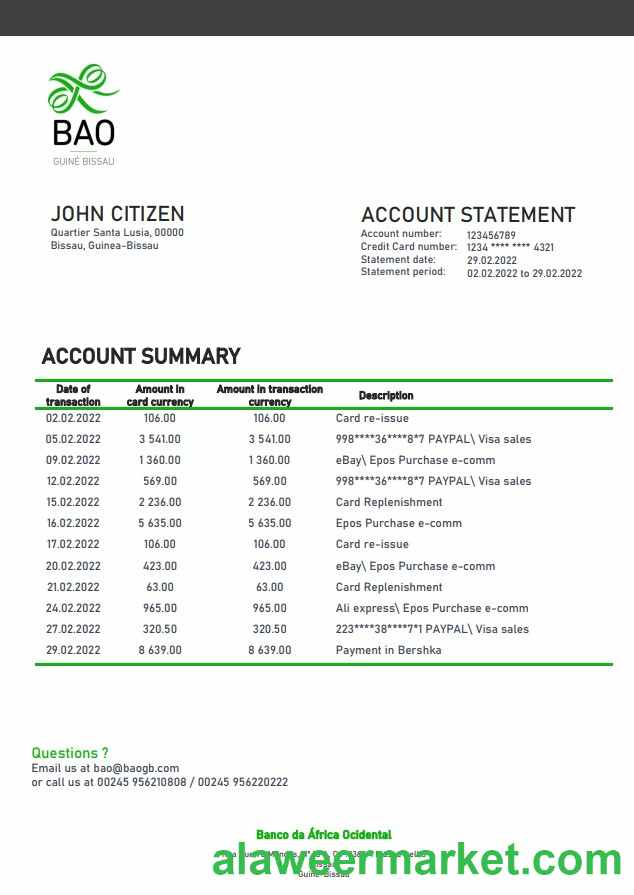 BAO
GUINÉ BISSAU
JOHN CITIZEN
Quartier Santa Lusia, 00000
Bissau, Guinea-Bissau
ACCOUNT STATEMENT
Account number: 123456789
Credit Card number: 1234 **** **** 4321
Statement date: 29.02.2022
Statement period: 02.02.2022 to 29.02.2022
ACCOUNT SUMMARY
Date of transaction Amount in card currency Amount in transaction currency Description
02.02.2022 106.00 106.00 Card re-issue
05.02.2022 3 541.00 3 541.00 998****36****8*7 PAYPAL\ Visa sales
09.02.2022 1 360.00 1 360.00 eBay\ Epos Purchase e-comm
12.02.2022 569.00 569.00 998****36****8*7 PAYPAL\ Visa sales
15.02.2022 2 236.00 2 236.00 Card Replenishment
16.02.2022 5 635.00 5 635.00 Epos Purchase e-comm
17.02.2022 106.00 106.00 Card re-issue
20.02.2022 423.00 423.00 eBay\ Epos Purchase e-comm
21.02.2022 63.00 63.00 Card Replenishment
24.02.2022 965.00 965.00 Ali express\ Epos Purchase e-comm
27.02.2022 320.50 320.50 223****38****7*1 PAYPAL\ Visa sales
29.02.2022 8 639.00 8 639.00 Payment in Bershka
Questions ?
Email us at bao@baogb.com
or call us at 00245 956210808 / 00245 956220222
Banco da África Ocidental
alaweermarket.com
Guiné-Bissau